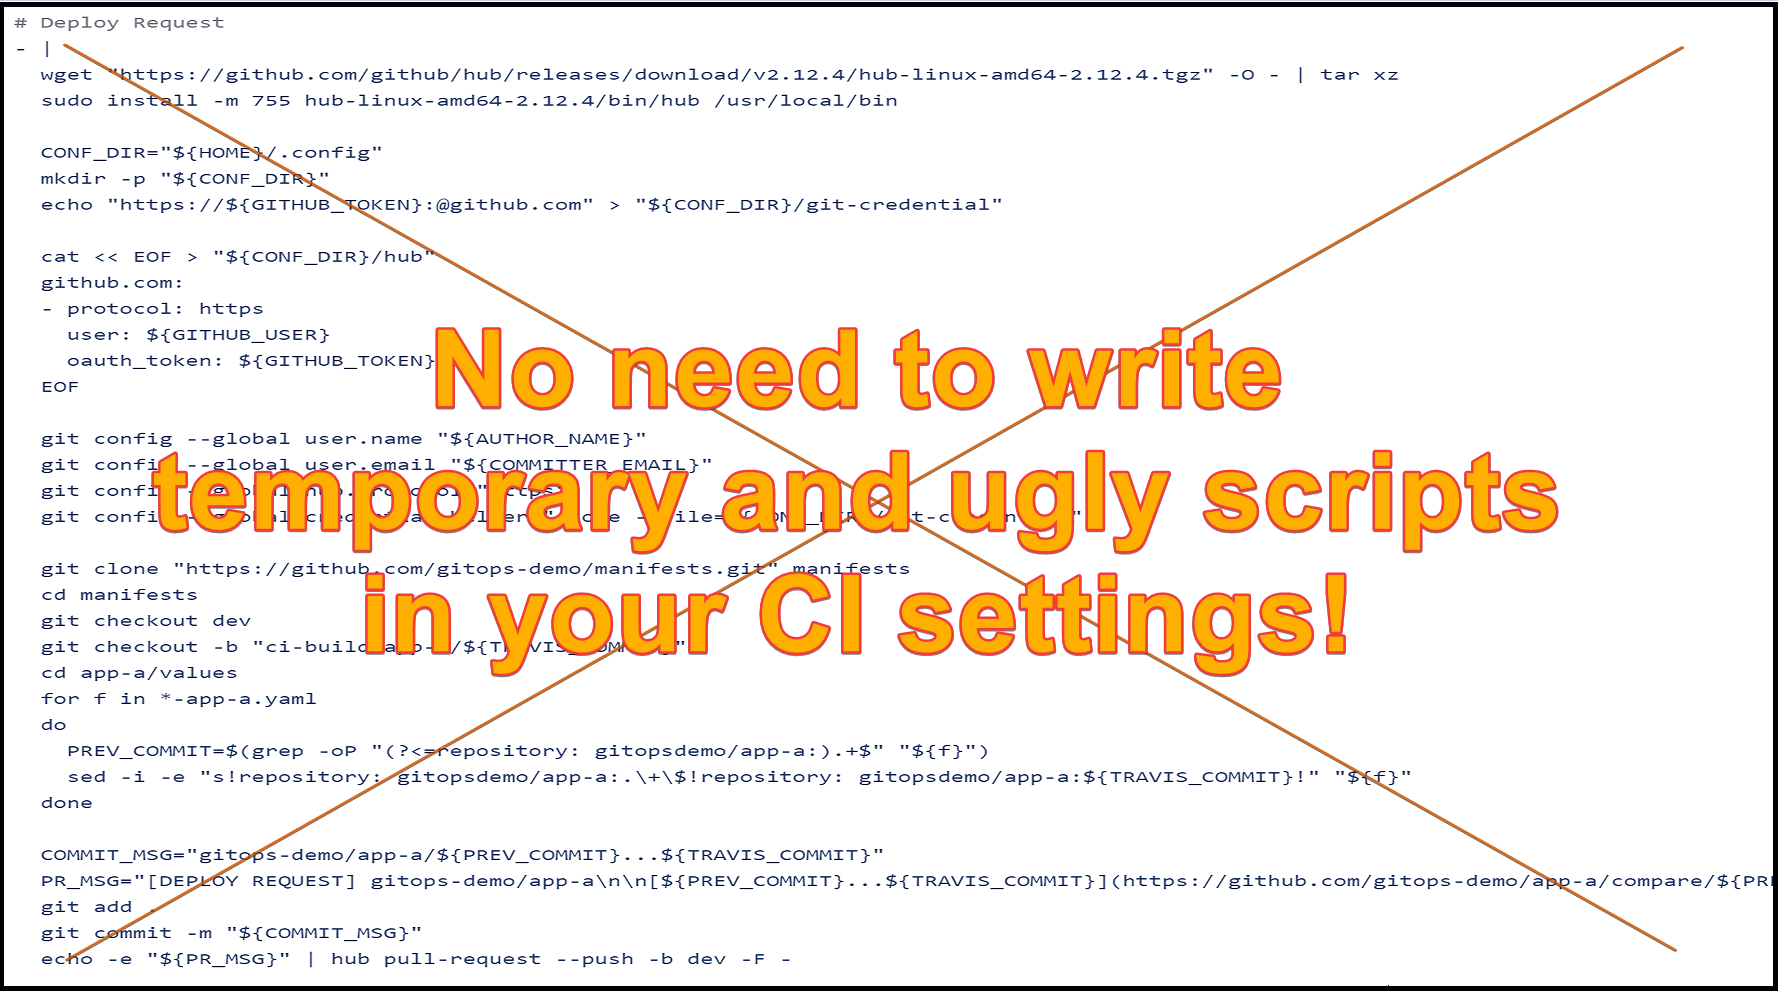 # Deploy Request
- |
wget "https://github.com/github/hub/releases/download/v2.12.4/hub-linux-amd64-2.12.4.tgz" -O - | tar xz
sudo install -m 755 hub-linux-amd64-2.12.4/bin/hub /usr/local/bin
CONF_DIR="${HOME}/.config"
mkdir -p "${CONF_DIR}"
echo "https://${GITHUB_TOKEN}:@github.com" > "${CONF_DIR}/git-credential"
cat << EOF > "${CONF_DIR}/hub"
github.com:
- protocol: https
user: ${GITHUB_USER}
oauth_token: ${GITHUB_TOKEN}
EOF
No need to write
git config --global user.name "${AUTHOR_NAME}"
git config --global user.email "${COMMITTER_EMAIL}"
temporary and ugly scripts
git config
git config
git clone "https://github.com/gitops-demo/manifests.git" manifests
cd manifests
in your CI settings!
git checkout dev
git checkout -b
cd app-a/values
for f in *-app-a.yaml
do
PREV_COMMIT=$(grep -oP "(?<=repository: gitopsdemo/app-a:).+$" "${f}")
sed -i -e "s!repository: gitopsdemo/app-a:.\+\$!repository: gitopsdemo/app-a:${TRAVIS_COMMIT}!" "${f}"
done
COMMIT_MSG="gitops-demo/app-a/${PREV_COMMIT}...${TRAVIS_COMMIT}"
PR_MSG="[DEPLOY REQUEST] gitops-demo/app-a\n\n[${PREV_COMMIT}...${TRAVIS_COMMIT}](https://github.com/gitops-demo/app-a/compare/${PRE
git add .
git commit -m "${COMMIT_MSG}"
echo -e "${PR_MSG}" | hub pull-request --push -b dev -F -